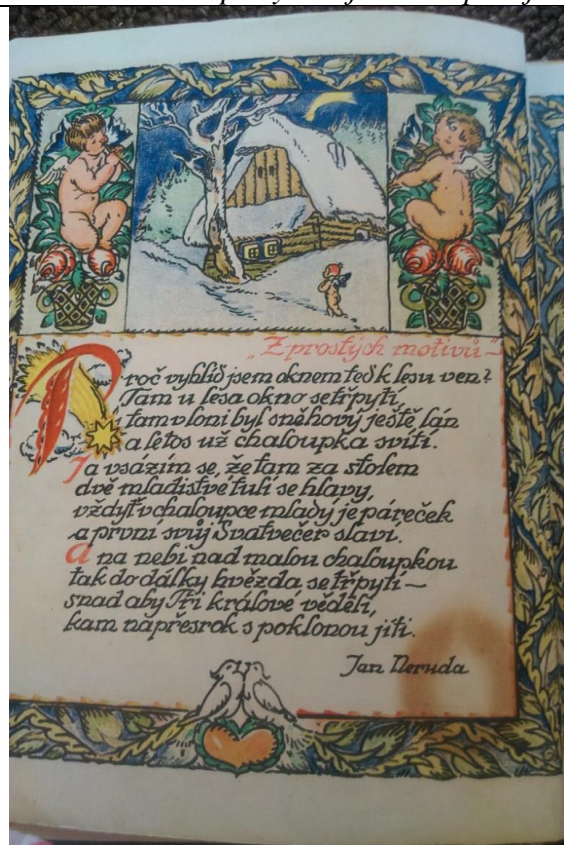 „Z prostých motivů“
Proč vyhlíd jsem oknem teď k lesu ven?
Tam u lesa okno se třpytí,
tam vloni byl sněhový ještě lán
a letos už chaloupka svítí.
Ja vsázím se, že tam za stolem
dvě mladistvé tulí se hlavy,
vždyť v chaloupce mladý je páreček
a první svůj Svatvečer slaví.
A na nebi nad malou chaloupkou
tak do dálky hvězda se třpytí —
snad aby Tři králové věděli,
kam napřesrok s poklonou jíti.
Jan Neruda